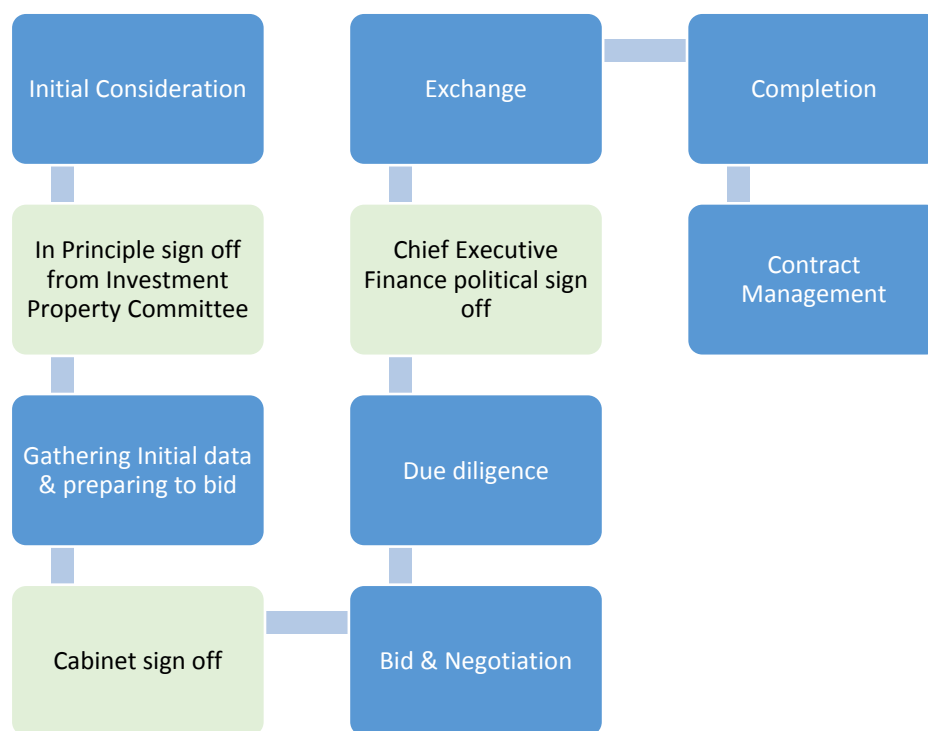 Initial Consideration
In Principle sign off
from Investment
Property Committee
Gathering Initial data
& preparing to bid
Cabinet sign off
Bid & Negotiation
Due diligence
Chief Executive
Finance political sign
off
Exchange
Completion
Contract
Management